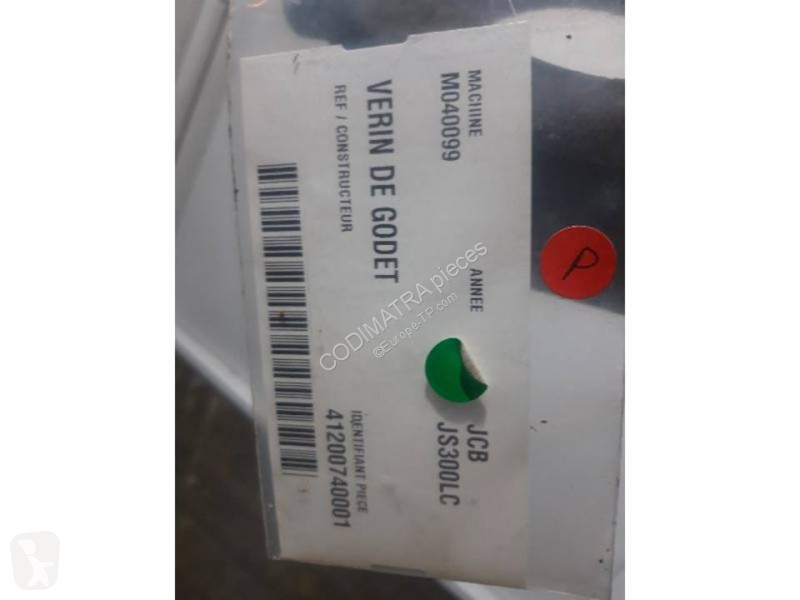 MACHINE
M040099
ANNEE
JCB
JS300LC
VERIN DE GODET
REF / CONSTRUCTEUR
IDENTIFIANT PIECE
41200740001
P
CODIMATRA pieces
©Europe-TP.com